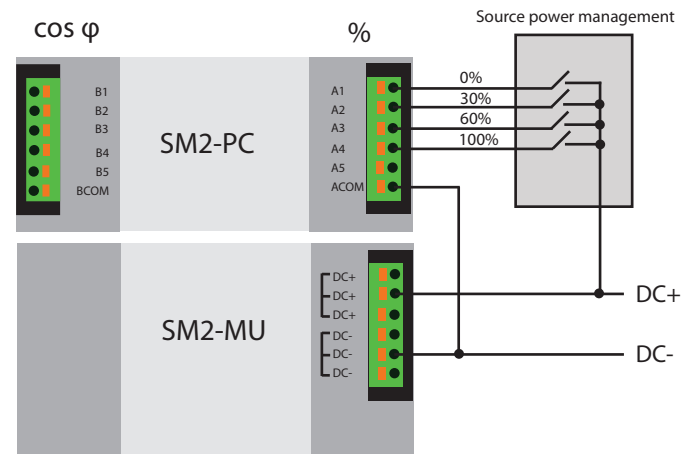 Source power management
cos φ
%
B1
B2
B3
B4
B5
BCOM
SM2-PC
A1
A2
A3
A4
A5
ACOM
0%
30%
60%
100%
SM2-MU
DC+
DC+
DC+
DC-
DC-
DC-
DC+
DC-